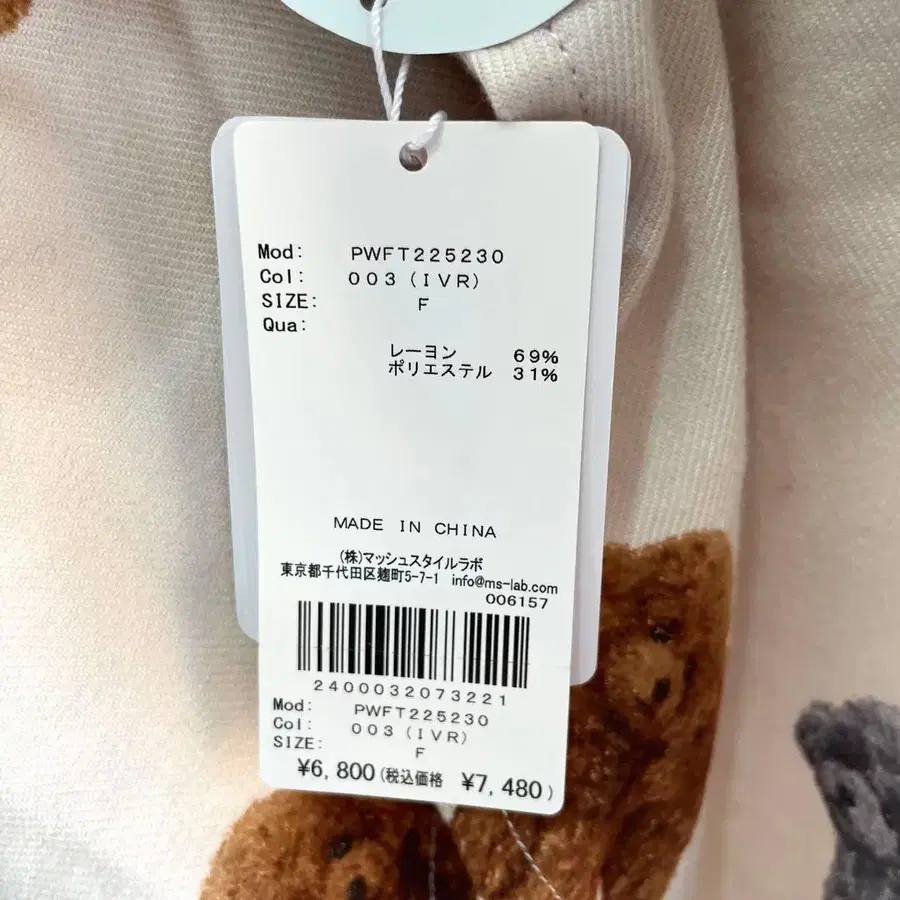 Mod: PWFT225230
Col: 003(IVR)
SIZE: F
Qua:
レーヨン 69%
ポリエステル 31%
MADE IN CHINA
(株)マッシュスタイルラボ
東京都千代田区麹町5-7-1 info@ms-lab.com
006157
2400032073221
Mod: PWFT225230
Col: 003(IVR)
SIZE: F
¥6,800(税込価格 ¥7,480)